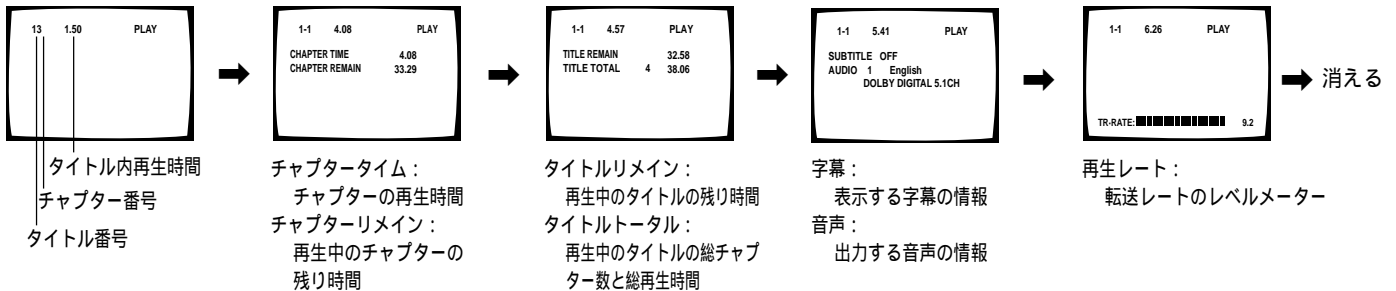 13 1.50 PLAY
タイトル内再生時間
チャプター番号
タイトル番号
1-1 4.08 PLAY
CHAPTER TIME 4.08
CHAPTER REMAIN 33.29
チャプタータイム：
チャプターの再生時間
チャプターリメイン：
再生中のチャプターの
残り時間
1-1 4.57 PLAY
TITLE REMAIN 32.58
TITLE TOTAL 4 38.06
タイトルリメイン：
再生中のタイトルの残り時間
タイトルトータル：
再生中のタイトルの総チャプ
ター数と総再生時間
1-1 5.41 PLAY
SUBTITLE OFF
AUDIO 1 English
DOLBY DIGITAL 5.1CH
字幕：
表示する字幕の情報
音声：
出力する音声の情報
1-1 6.26 PLAY
TR-RATE: 9.2
再生レート：
転送レートのレベルメーター
消える